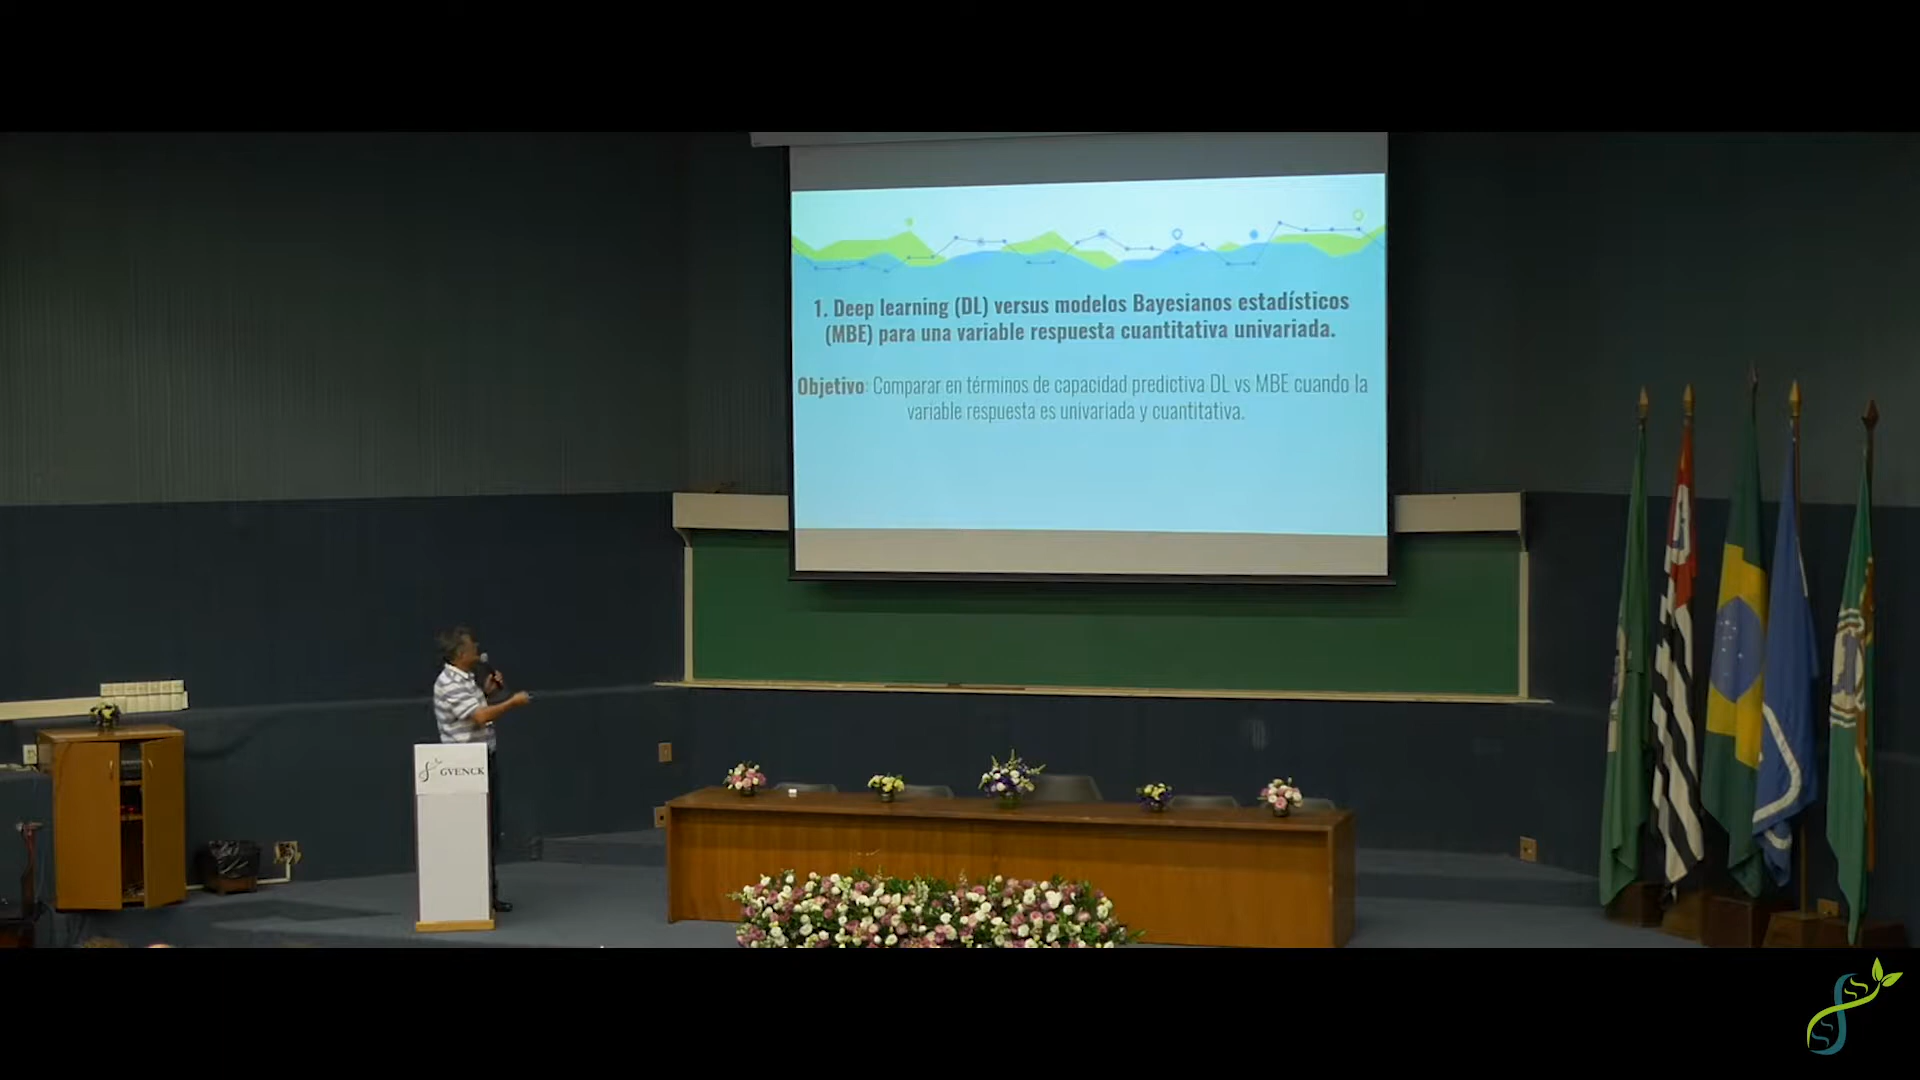 1. Deep learning (DL) versus modelos Bayesianos estadísticos
(MBE) para una variable respuesta cuantitativa univariada.
Objetivo: Comparar en términos de capacidad predictiva DL vs MBE cuando la
variable respuesta es univariada y cuantitativa.
GVENCK